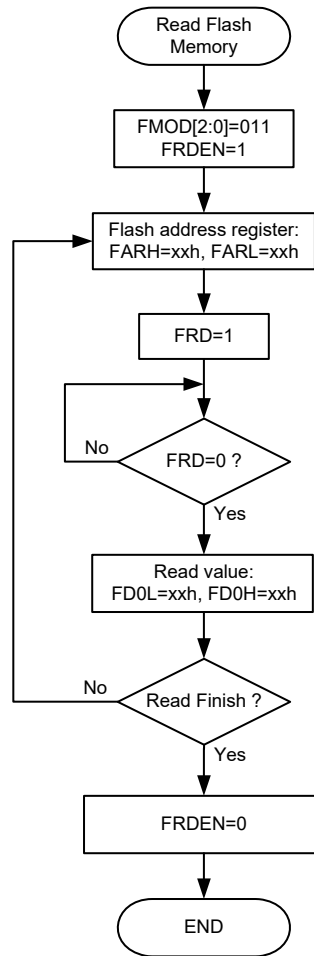 Read Flash
Memory
FMOD[2:0]=011
FRDEN=1
Flash address register:
FARH=xxh, FARL=xxh
FRD=1
No
FRD=0 ?
Yes
Read value:
FD0L=xxh, FD0H=xxh
No
Read Finish ?
Yes
FRDEN=0
END